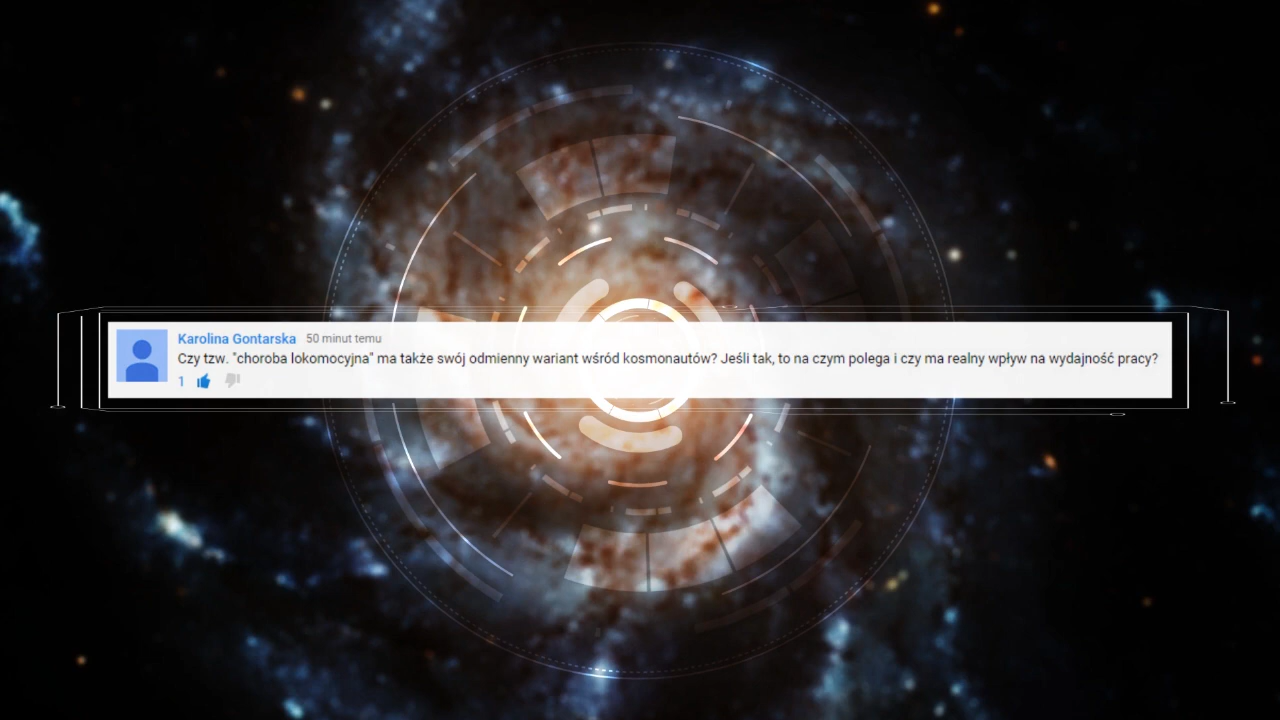 Karolina Gontarska 50 minut temu
Czy tzw. "choroba lokomocyjna" ma także swój odmienny wariant wśród kosmonautów? Jeśli tak, to na czym polega i czy ma realny wpływ na wydajność pracy?
1